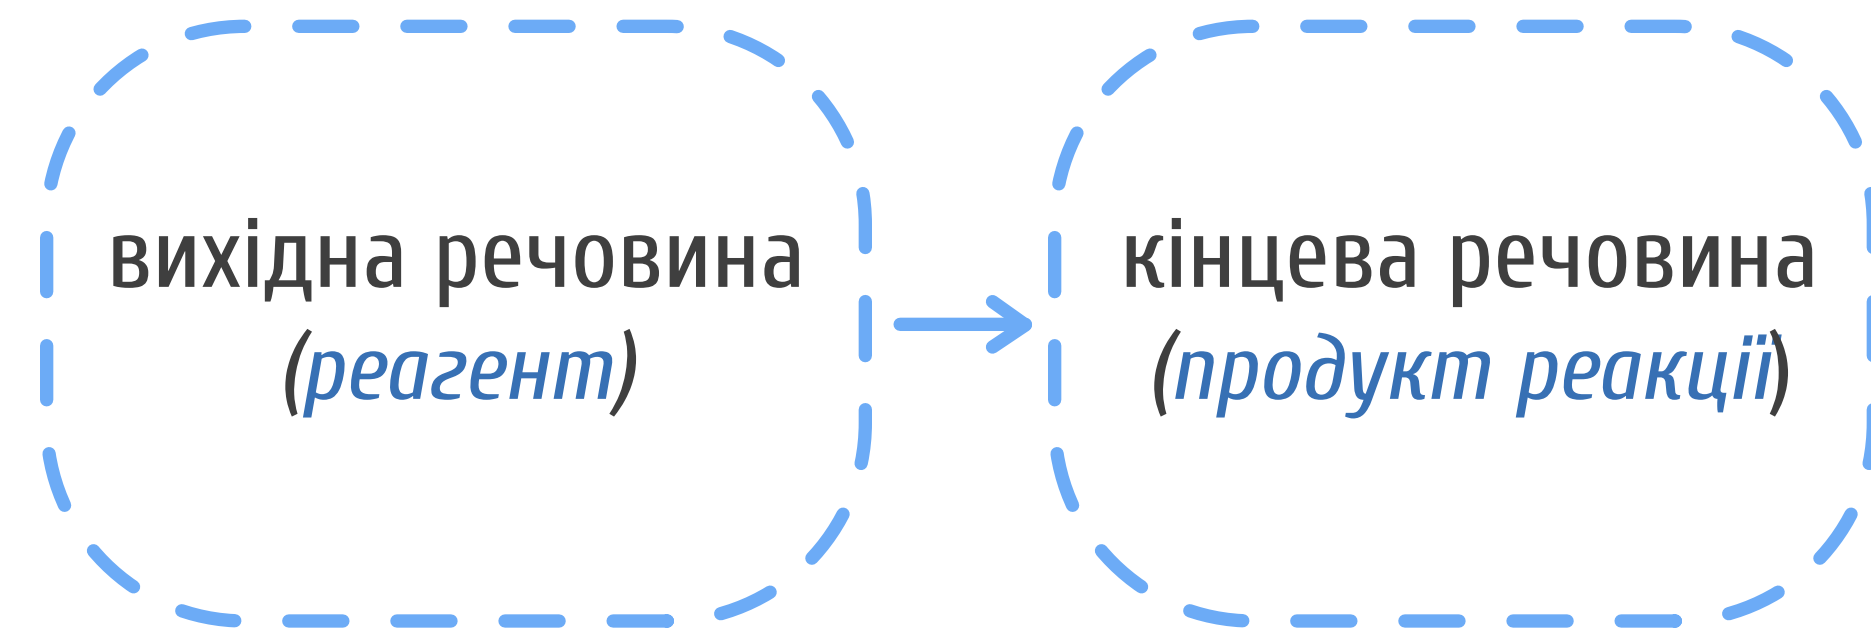 вихідна речовина
(реагент)
кінцева речовина
(продукт реакції)